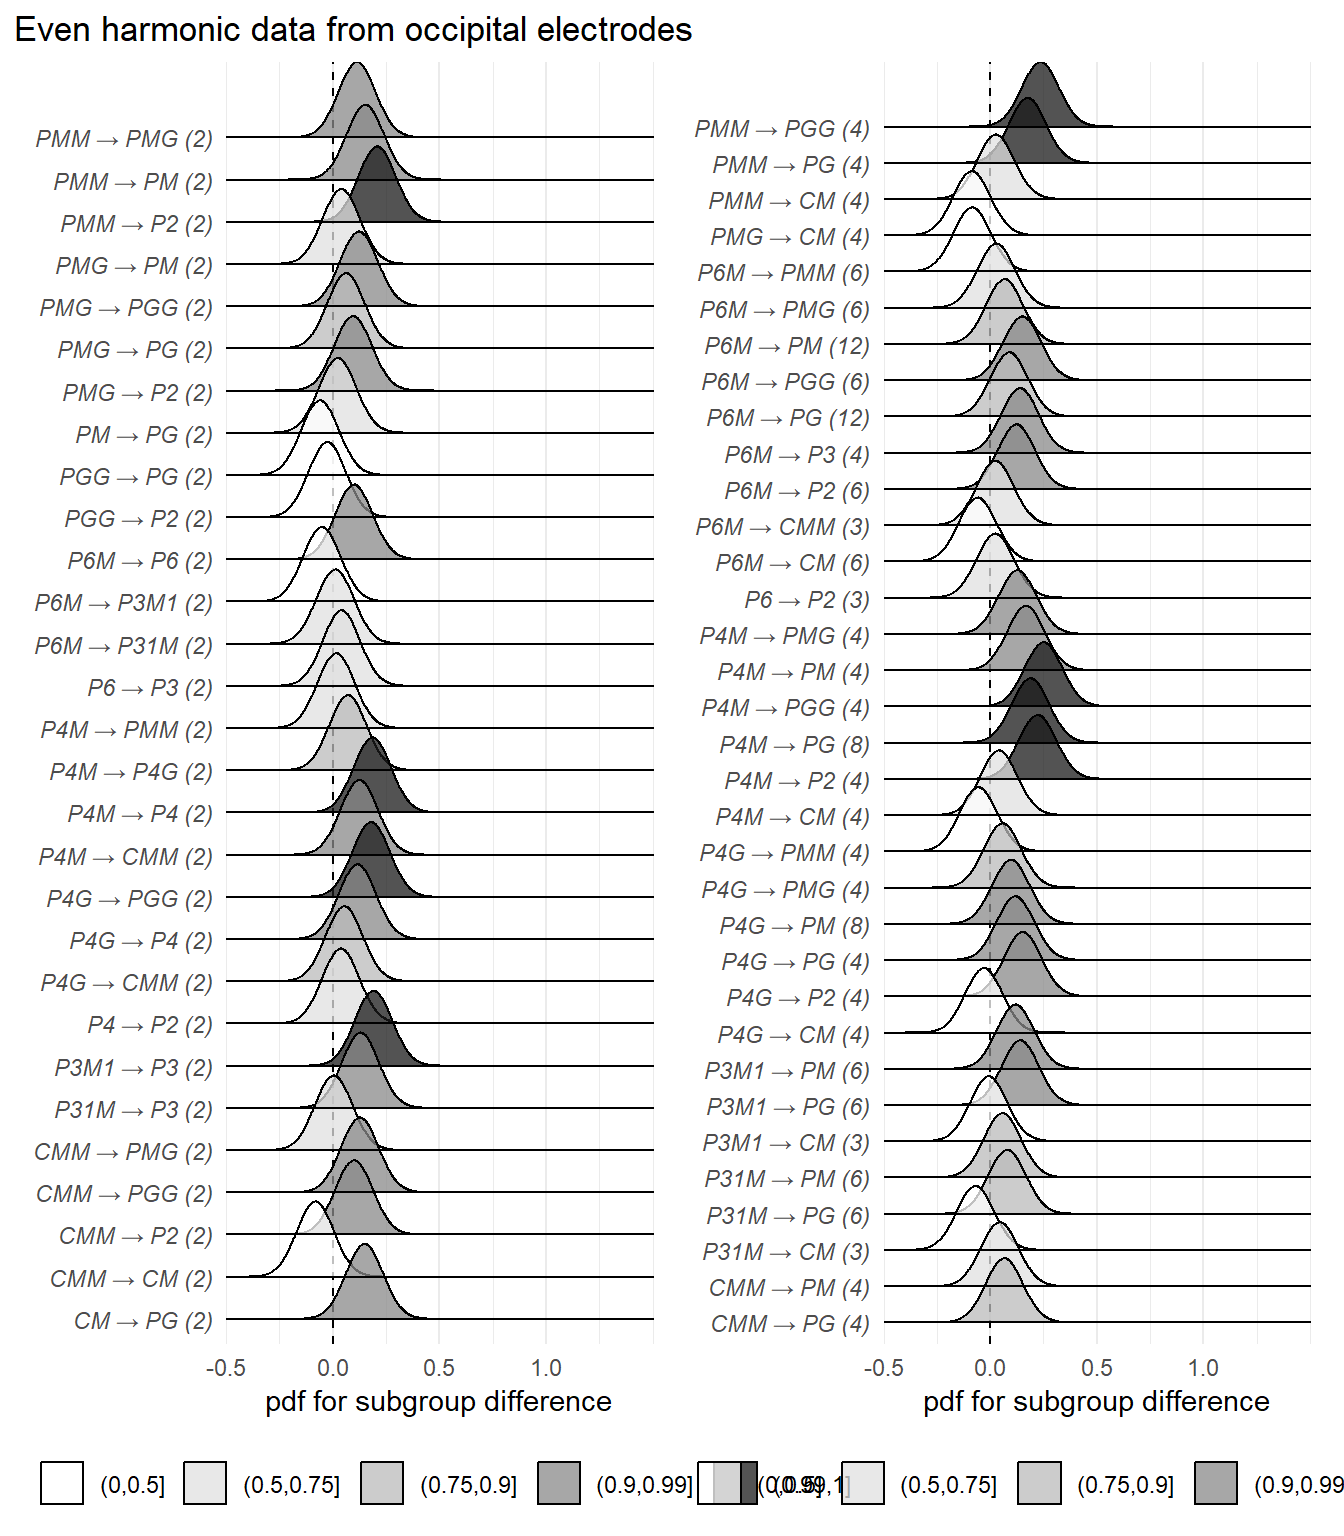 Even harmonic data from occipital electrodes
PMM → PMG (2)
PMM → PM (2)
PMM → P2 (2)
PMG → PM (2)
PMG → PGG (2)
PMG → PG (2)
PMG → P2 (2)
PM → PG (2)
PGG → PG (2)
PGG → P2 (2)
P6M → P6 (2)
P6M → P3M1 (2)
P6M → P31M (2)
P6 → P3 (2)
P4M → PMM (2)
P4M → P4G (2)
P4M → P4 (2)
P4M → CMM (2)
P4G → PGG (2)
P4G → P4 (2)
P4G → CMM (2)
P4 → P2 (2)
P3M1 → P3 (2)
P31M → P3 (2)
CMM → PMG (2)
CMM → PGG (2)
CMM → P2 (2)
CMM → CM (2)
CM → PG (2)
-0.5 0.0 0.5 1.0
pdf for subgroup difference
PMM → PGG (4)
PMM → PG (4)
PMM → CM (4)
PMG → CM (4)
P6M → PMM (6)
P6M → PMG (6)
P6M → PM (12)
P6M → PGG (6)
P6M → PG (12)
P6M → P3 (4)
P6M → P2 (6)
P6M → CMM (3)
P6M → CM (6)
P6 → P2 (3)
P4M → PMG (4)
P4M → PM (4)
P4M → PGG (4)
P4M → PG (8)
P4M → P2 (4)
P4M → CM (4)
P4G → PMM (4)
P4G → PMG (4)
P4G → PM (8)
P4G → PG (4)
P4G → P2 (4)
P4G → CM (4)
P3M1 → PM (6)
P3M1 → PG (6)
P3M1 → CM (3)
P31M → PM (6)
P31M → PG (6)
P31M → CM (3)
CMM → PM (4)
CMM → PG (4)
-0.5 0.0 0.5 1.0
pdf for subgroup difference
(0,0.5] (0.5,0.75] (0.75,0.9] (0.9,0.99] (0.99,1]
(0,0.5] (0.5,0.75] (0.75,0.9] (0.9,0.99